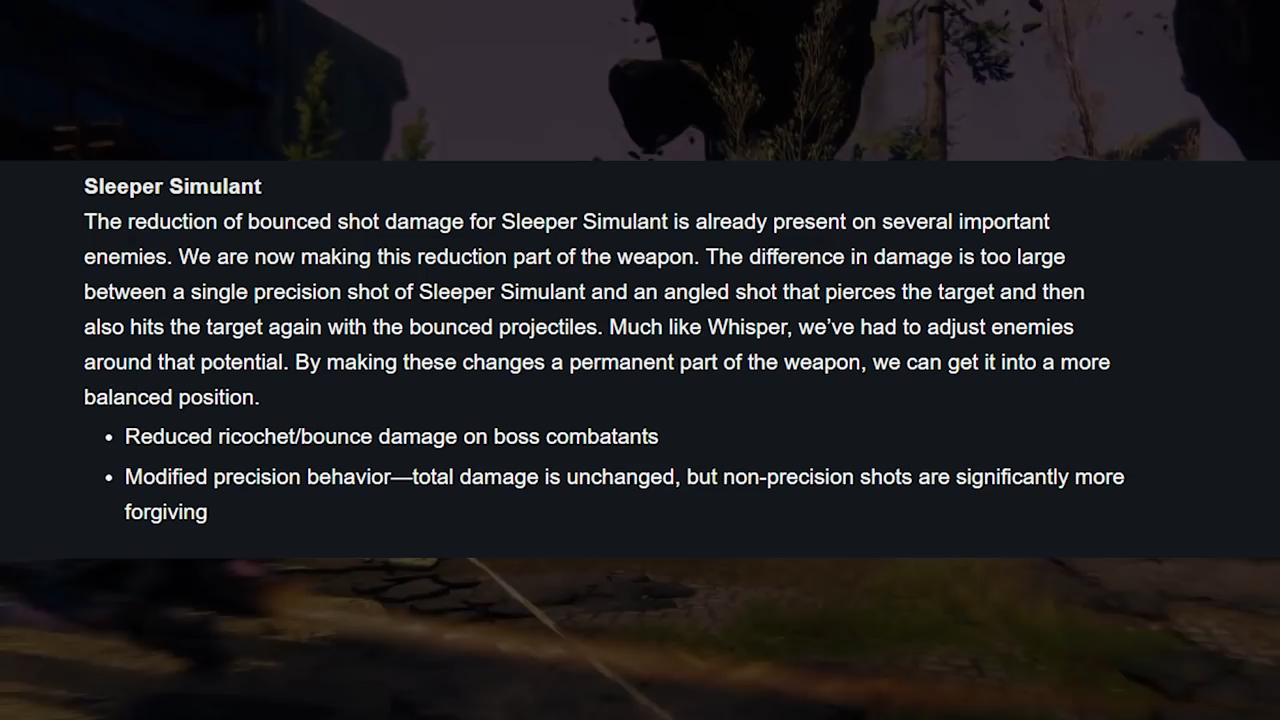 Sleeper Simulant
The reduction of bounced shot damage for Sleeper Simulant is already present on several important
enemies. We are now making this reduction part of the weapon. The difference in damage is too large
between a single precision shot of Sleeper Simulant and an angled shot that pierces the target and then
also hits the target again with the bounced projectiles. Much like Whisper, we’ve had to adjust enemies
around that potential. By making these changes a permanent part of the weapon, we can get it into a more
balanced position.
• Reduced ricochet/bounce damage on boss combatants
• Modified precision behavior—total damage is unchanged, but non-precision shots are significantly more
forgiving